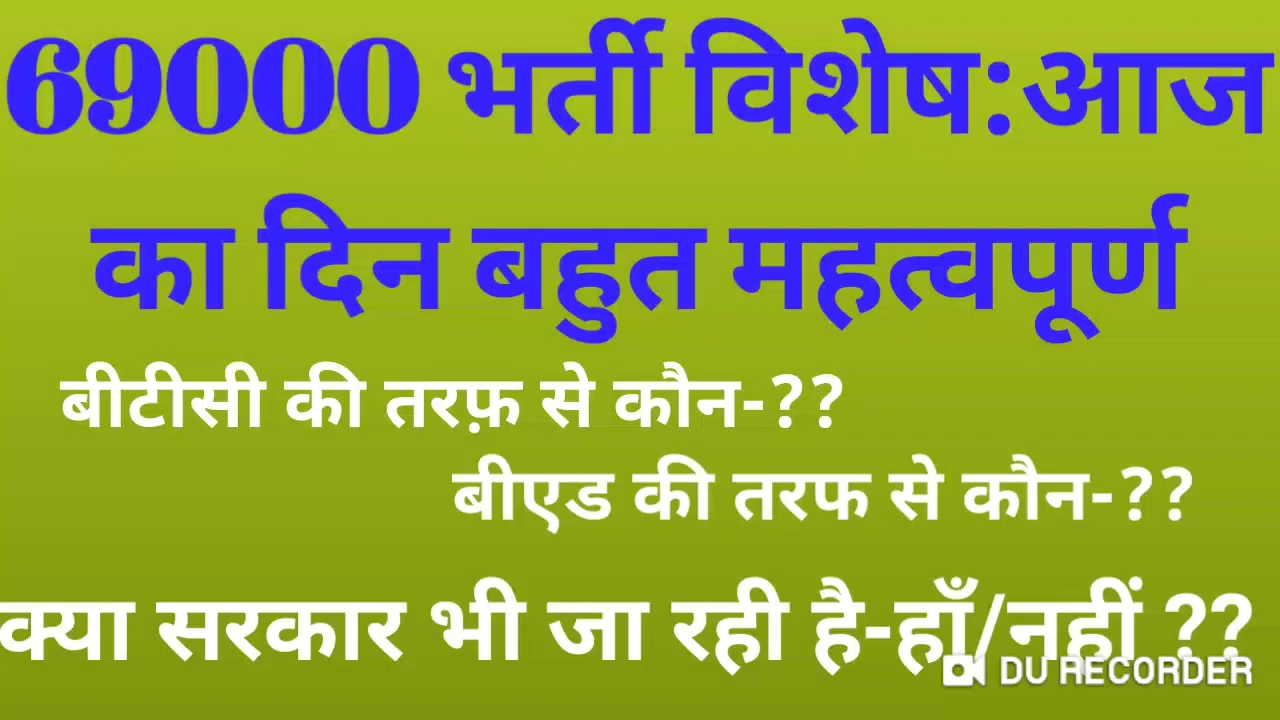 69000 भर्ती विशेष:आज
का दिन बहुत महत्वपूर्ण
बीटीसी की तरफ़ से कौन-??
बीएड की तरफ से कौन-??
क्या सरकार भी जा रही है-हाँ/नहीं ??
DU RECORDER